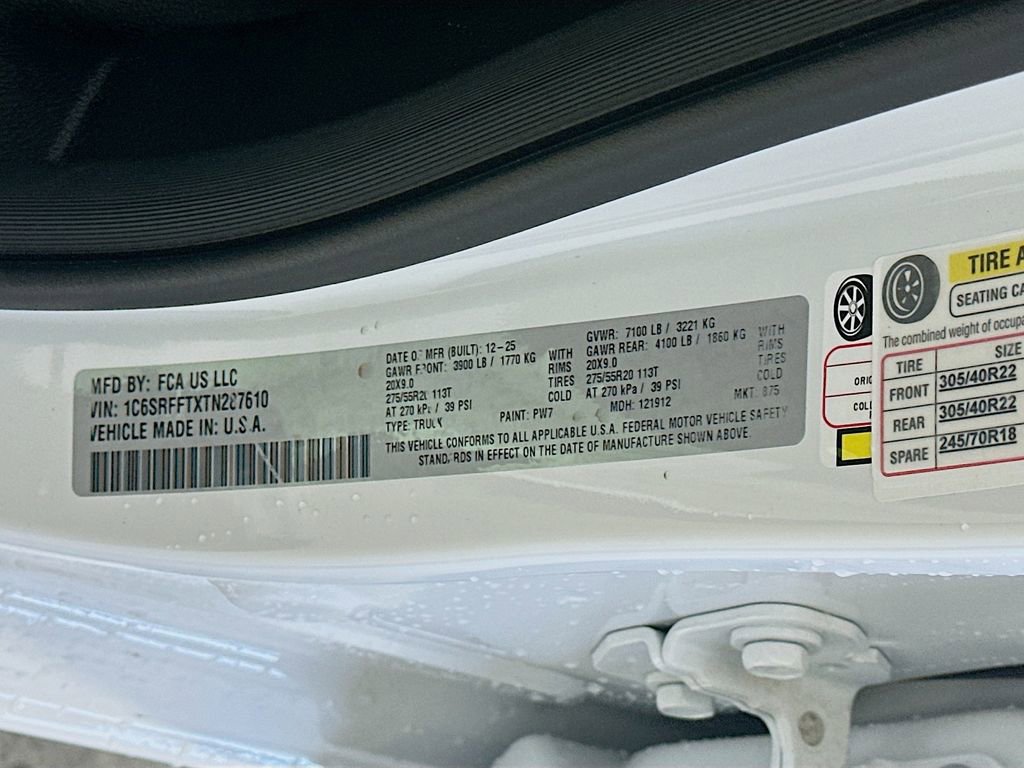 MFD BY: FCA US LLC
VIN: 1C6SRFFTXTN287610
VEHICLE MADE IN: U.S.A.
DATE OF MFR (BUILT): 12-25
GAWR FRONT: 3900 LB / 1770 KG
20X9.0
275/55R20 113T
AT 270 kPa / 39 PSI
TYPE: TRUCK
WITH
RIMS
TIRES
COLD
PAINT: PW7
GVWR: 7100 LB / 3221 KG
GAWR REAR: 4100 LB / 1860 KG
20X9.0
275/55R20 113T
AT 270 kPa / 39 PSI
MDH: 121912
WITH
RIMS
TIRES
COLD
MKT: 875
THIS VEHICLE CONFORMS TO ALL APPLICABLE U.S.A. FEDERAL MOTOR VEHICLE SAFETY
STANDARDS IN EFFECT ON THE DATE OF MANUFACTURE SHOWN ABOVE.
ORIG
COL
TIRE A
SEATING CA
The combined weight of occupa
TIRE SIZE
FRONT 305/40R22
REAR 305/40R22
SPARE 245/70R18